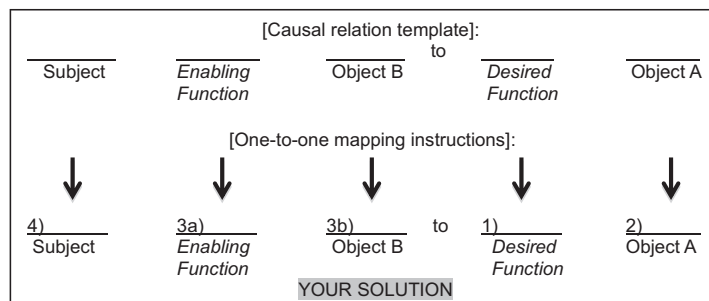 [Causal relation template]:
to
Subject Enabling Function Object B Desired Function Object A
[One-to-one mapping instructions]:
4) 3a) 3b) to 1) 2)
Subject Enabling Function Object B Desired Function Object A
YOUR SOLUTION